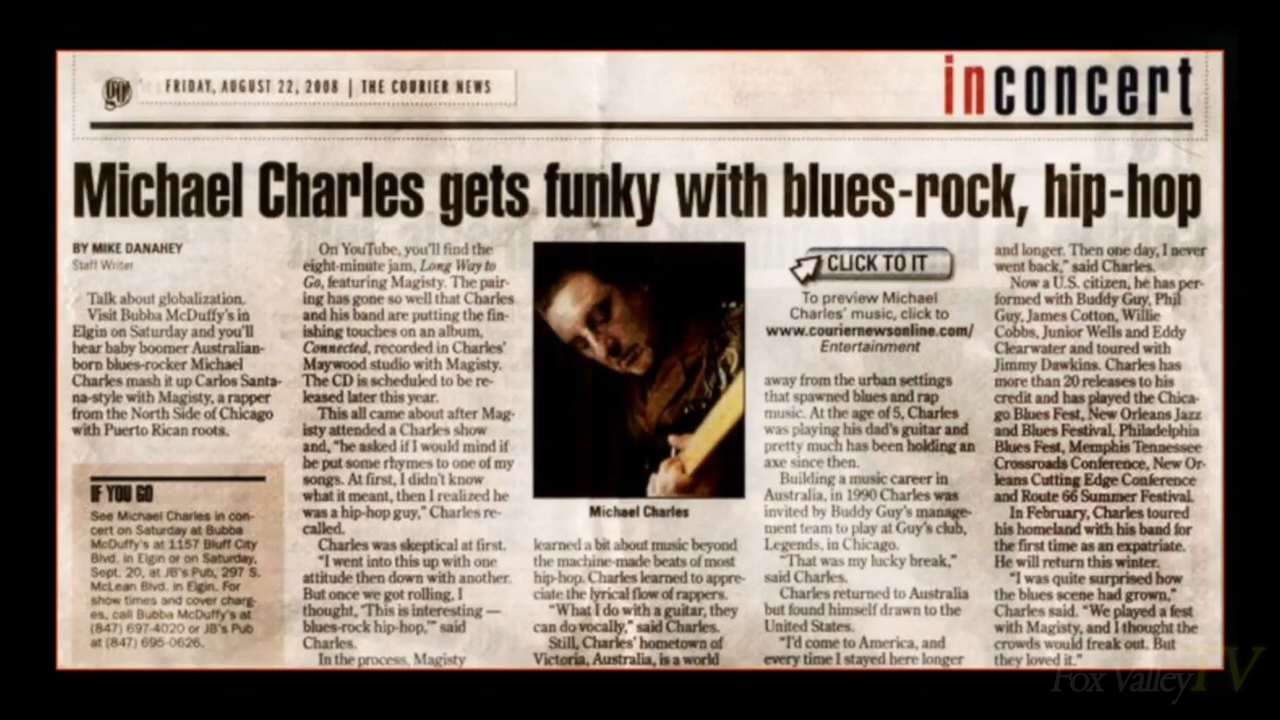 go
FRIDAY, AUGUST 22, 2008 | THE COURIER NEWS
inconcert
Michael Charles gets funky with blues-rock, hip-hop
BY MIKE DANAHEY
Staff Writer
Talk about globalization.
Visit Bubba McDuffy's in
Elgin on Saturday and you'll
hear baby boomer Australian-
born blues-rocker Michael
Charles mash it up Carlos Santa-
na-style with Magisty, a rapper
from the North Side of Chicago
with Puerto Rican roots.
IF YOU GO
See Michael Charles in con-
cert on Saturday at Bubba
McDuffy's at 1157 Bluff City
Blvd. in Elgin or on Saturday,
Sept. 20, at JB's Pub, 297 S.
McLean Blvd. in Elgin. For
show times and cover charg-
es, call Bubba McDuffy's at
(847) 697-4020 or JB's Pub
at (847) 695-0626.
On YouTube, you'll find the
eight-minute jam, Long Way to
Go, featuring Magisty. The pair-
ing has gone so well that Charles
and his band are putting the fin-
ishing touches on an album,
Connected, recorded in Charles'
Maywood studio with Magisty.
The CD is scheduled to be re-
leased later this year.
This all came about after Mag-
isty attended a Charles show
and, "he asked if I would mind if
he put some rhymes to one of my
songs. At first, I didn't know
what it meant, then I realized he
was a hip-hop guy," Charles re-
called.
Charles was skeptical at first.
"I went into this up with one
attitude then down with another.
But once we got rolling, I
thought, 'This is interesting —
blues-rock hip-hop,'" said
Charles.
In the process, Magisty
Michael Charles
learned a bit about music beyond
the machine-made beats of most
hip-hop. Charles learned to appre-
ciate the lyrical flow of rappers.
"What I do with a guitar, they
can do vocally," said Charles.
Still, Charles' hometown of
Victoria, Australia, is a world
CLICK TO IT
To preview Michael
Charles' music, click to
www.couriernewsonline.com/
Entertainment
away from the urban settings
that spawned blues and rap
music. At the age of 5, Charles
was playing his dad's guitar and
pretty much has been holding an
axe since then.
Building a music career in
Australia, in 1990 Charles was
invited by Buddy Guy's manage-
ment team to play at Guy's club,
Legends, in Chicago.
"That was my lucky break,"
said Charles.
Charles returned to Australia
but found himself drawn to the
United States.
"I'd come to America, and
every time I stayed here longer
and longer. Then one day, I never
went back," said Charles.
Now a U.S. citizen, he has per-
formed with Buddy Guy, Phil
Guy, James Cotton, Willie
Cobbs, Junior Wells and Eddy
Clearwater and toured with
Jimmy Dawkins. Charles has
more than 20 releases to his
credit and has played the Chica-
go Blues Fest, New Orleans Jazz
and Blues Festival, Philadelphia
Blues Fest, Memphis Tennessee
Crossroads Conference, New Or-
leans Cutting Edge Conference
and Route 66 Summer Festival.
In February, Charles toured
his homeland with his band for
the first time as an expatriate.
He will return this winter.
"I was quite surprised how
the blues scene had grown,"
Charles said. "We played a fest
with Magisty, and I thought the
crowds would freak out. But
they loved it."
Fox Valley TV